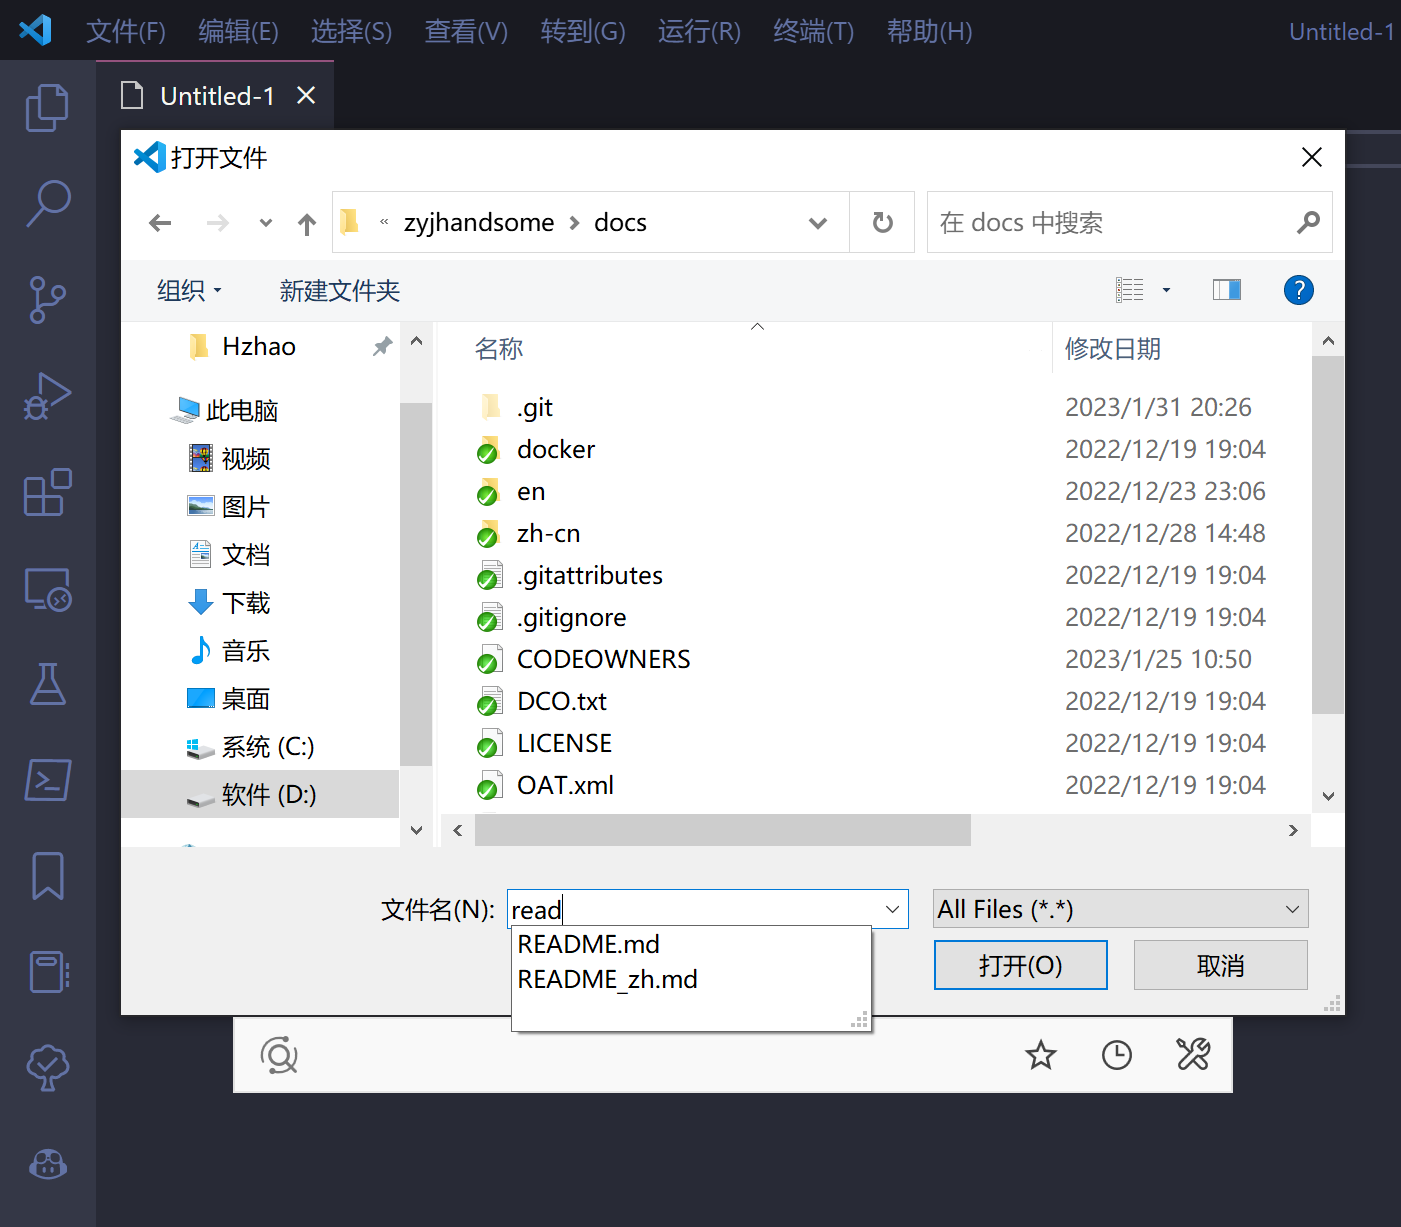 文件(F) 编辑(E) 选择(S) 查看(V) 转到(G) 运行(R) 终端(T) 帮助(H) Untitled-1
Untitled-1
打开文件
« zyjhandsome > docs
在 docs 中搜索
组织 新建文件夹
Hzhao
此电脑
视频
图片
文档
下载
音乐
桌面
系统 (C:)
软件 (D:)
名称 修改日期
.git 2023/1/31 20:26
docker 2022/12/19 19:04
en 2022/12/23 23:06
zh-cn 2022/12/28 14:48
.gitattributes 2022/12/19 19:04
.gitignore 2022/12/19 19:04
CODEOWNERS 2023/1/25 10:50
DCO.txt 2022/12/19 19:04
LICENSE 2022/12/19 19:04
OAT.xml 2022/12/19 19:04
文件名(N): read All Files (*.*)
README.md
README_zh.md
打开(O) 取消